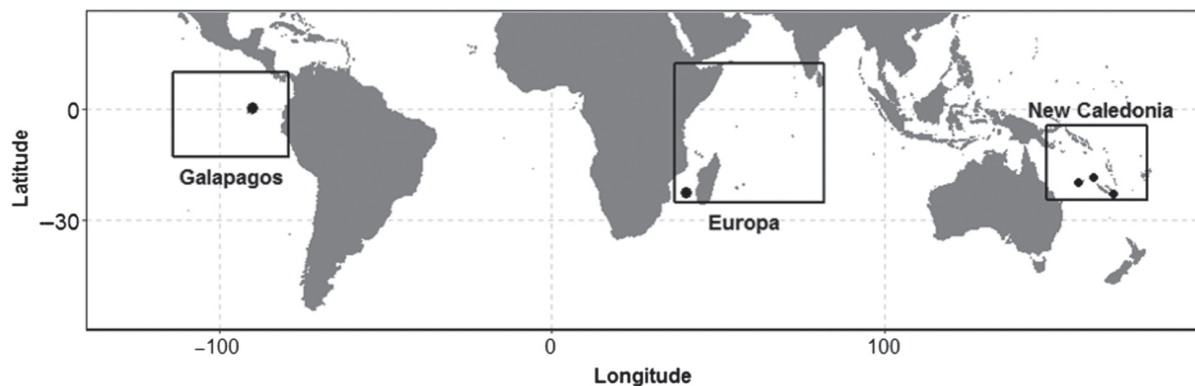 Latitude
0
–30
Galapagos
Europa
New Caledonia
–100
0
100
Longitude